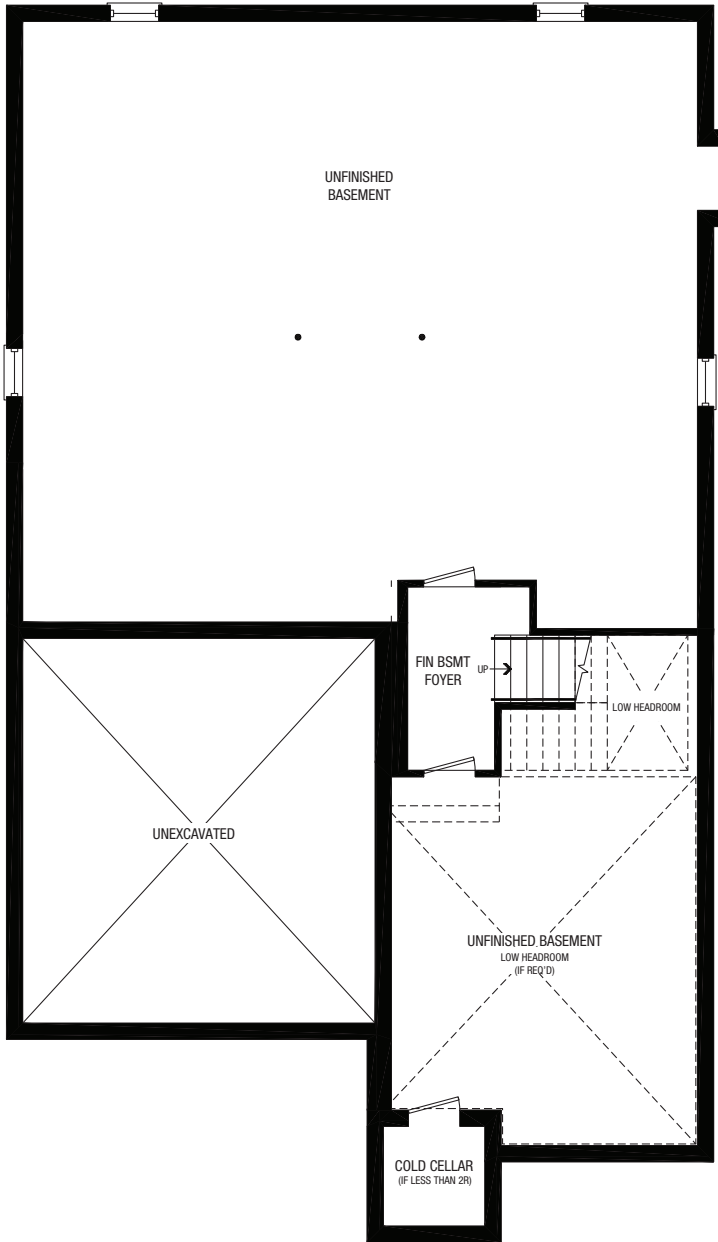 UNFINISHED
BASEMENT
FIN BSMT
FOYER
UP
LOW HEADROOM
UNEXCAVATED
UNFINISHED BASEMENT
LOW HEADROOM
(IF REQ'D)
COLD CELLAR
(IF LESS THAN 2R)